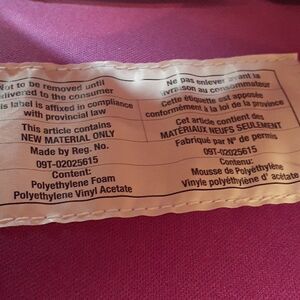 Not to be removed until
delivered to the consumer
This label is affixed in compliance
with provincial law
This article contains
NEW MATERIAL ONLY
Made by Reg. No.
09T-02025615
Content:
Polyethylene Foam
Polyethylene Vinyl Acetate
Ne pas enlever avant la
livraison au consommateur
Cette étiquette est apposée
conformément à la loi de la province
Cet article contient des
MATÉRIAUX NEUFS SEULEMENT
Fabriqué par N° de permis
09T-02025615
Contenu:
Mousse de Polyéthylène
Vinyle polyéthylène d' acétate